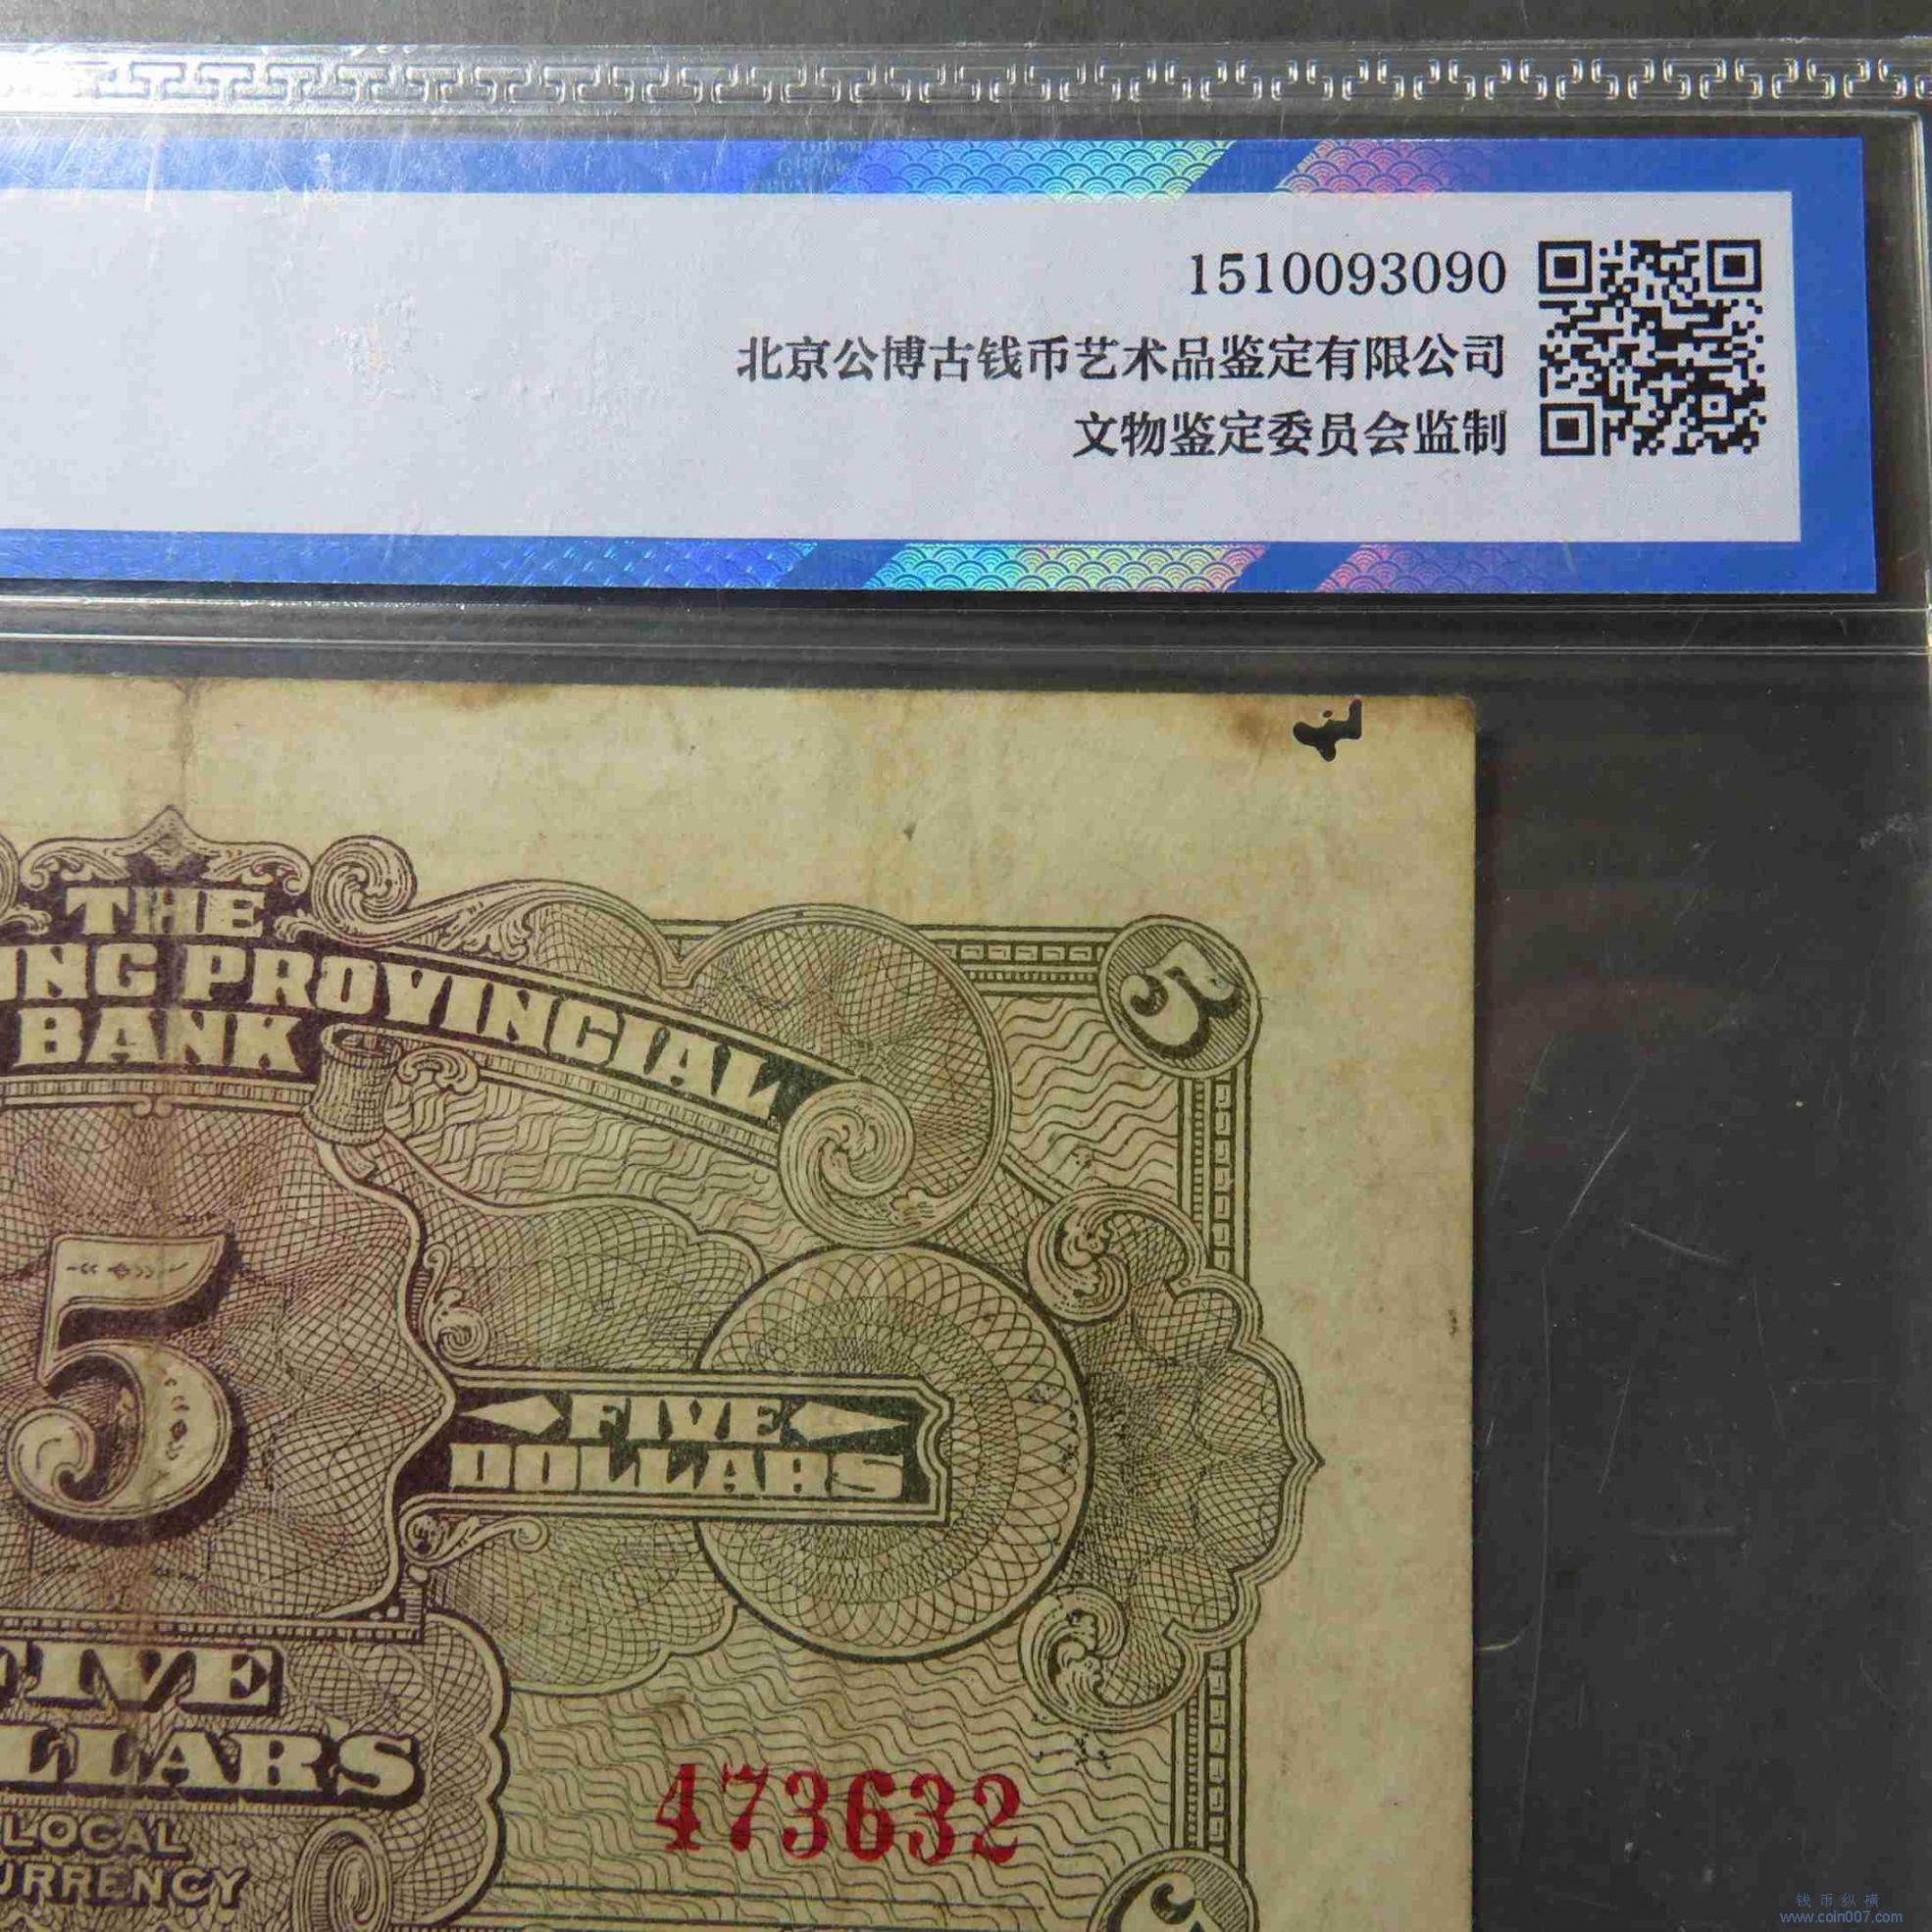 1510093090
北京公博古钱币艺术品鉴定有限公司
文物鉴定委员会监制
THE
PROVINCIAL
BANK
5
5
FIVE
DOLLARS
FIVE
LLARS
LOCAL
473632
5
钱币纵横
www.coin007.com